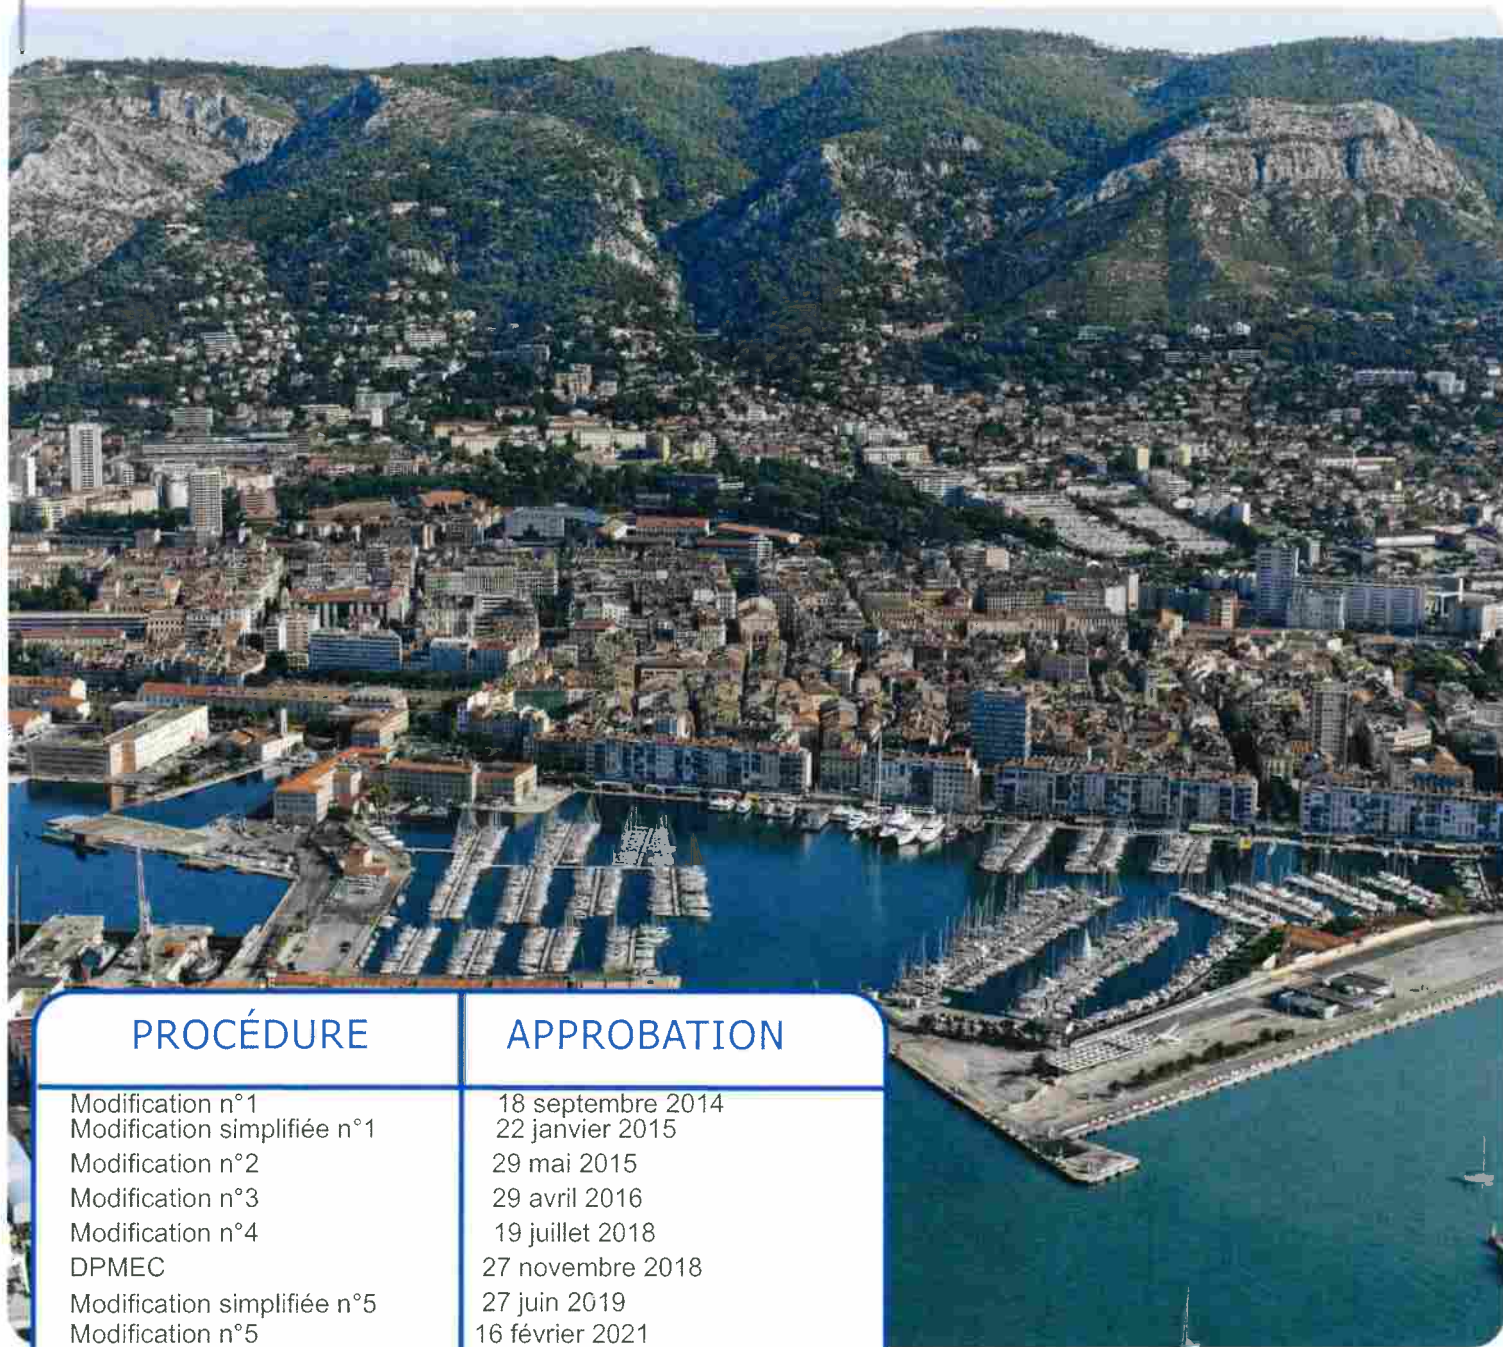 PROCÉDURE APPROBATION
Modification n°1 18 septembre 2014
Modification simplifiée n°1 22 janvier 2015
Modification n°2 29 mai 2015
Modification n°3 29 avril 2016
Modification n°4 19 juillet 2018
DPMEC 27 novembre 2018
Modification simplifiée n°5 27 juin 2019
Modification n°5 16 février 2021